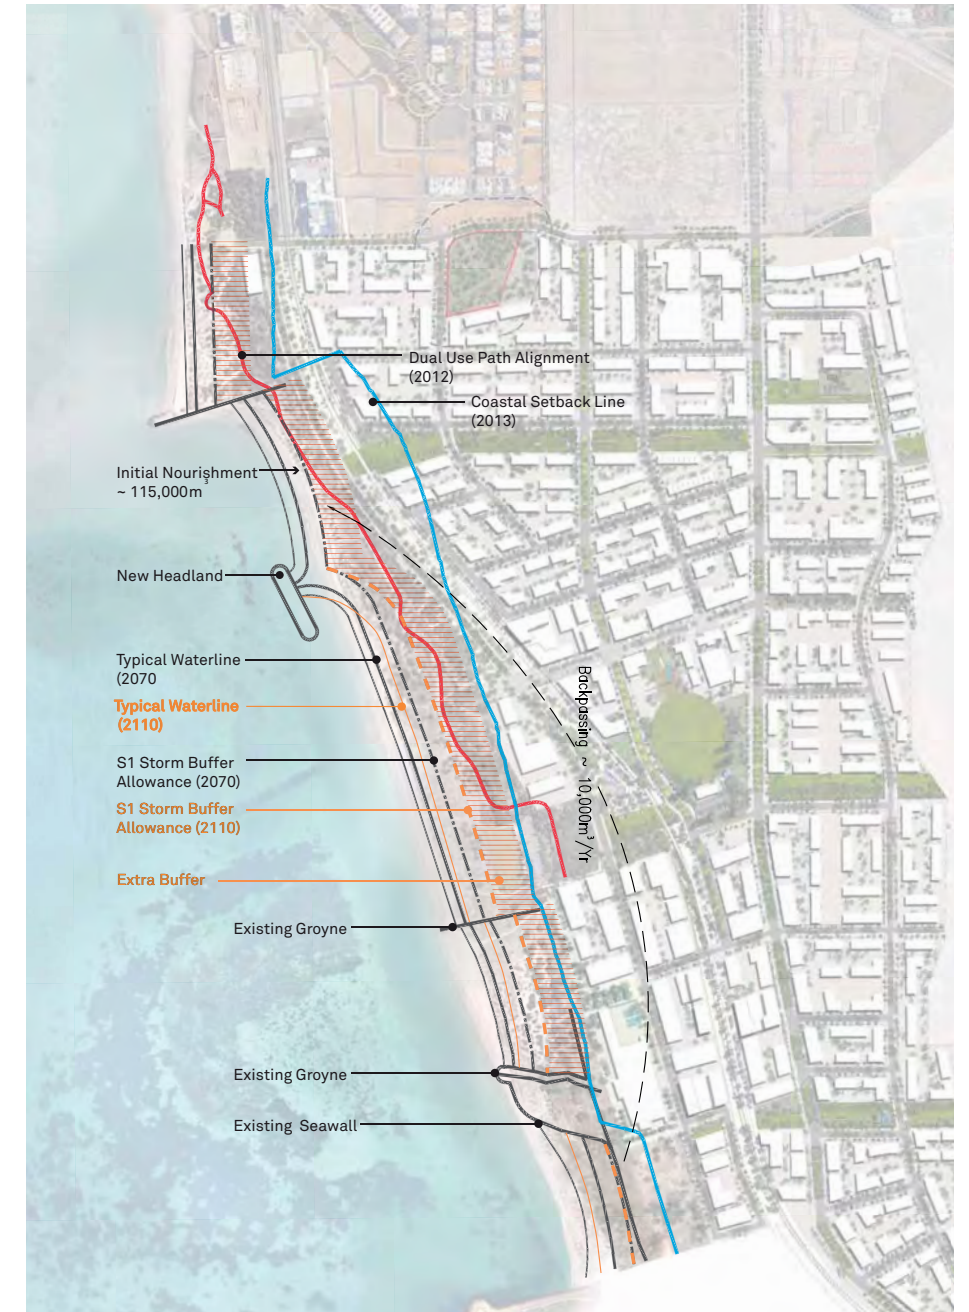 Dual Use Path Alignment
(2012)
Coastal Setback Line
(2013)
Initial Nourishment
~ 115,000m³
New Headland
Typical Waterline
(2070
Typical Waterline
(2110)
S1 Storm Buffer
Allowance (2070)
S1 Storm Buffer
Allowance (2110)
Extra Buffer
Backpassing ~ 10,000m³/Yr
Existing Groyne
Existing Groyne
Existing Seawall